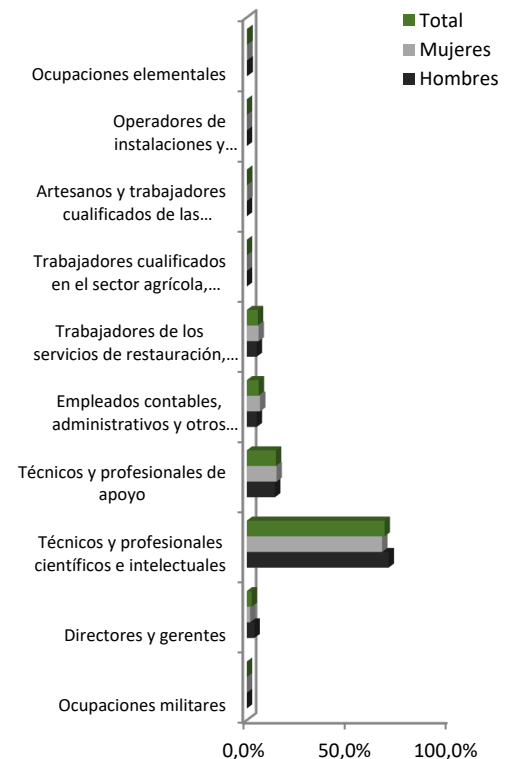 Total
Mujeres
Hombres
Ocupaciones elementales
Operadores de
instalaciones y...
Artesanos y trabajadores
cualificados de las...
Trabajadores cualificados
en el sector agrícola,...
Trabajadores de los
servicios de restauración,...
Empleados contables,
administrativos y otros...
Técnicos y profesionales de
apoyo
Técnicos y profesionales
científicos e intelectuales
Directores y gerentes
Ocupaciones militares
0,0% 50,0% 100,0%